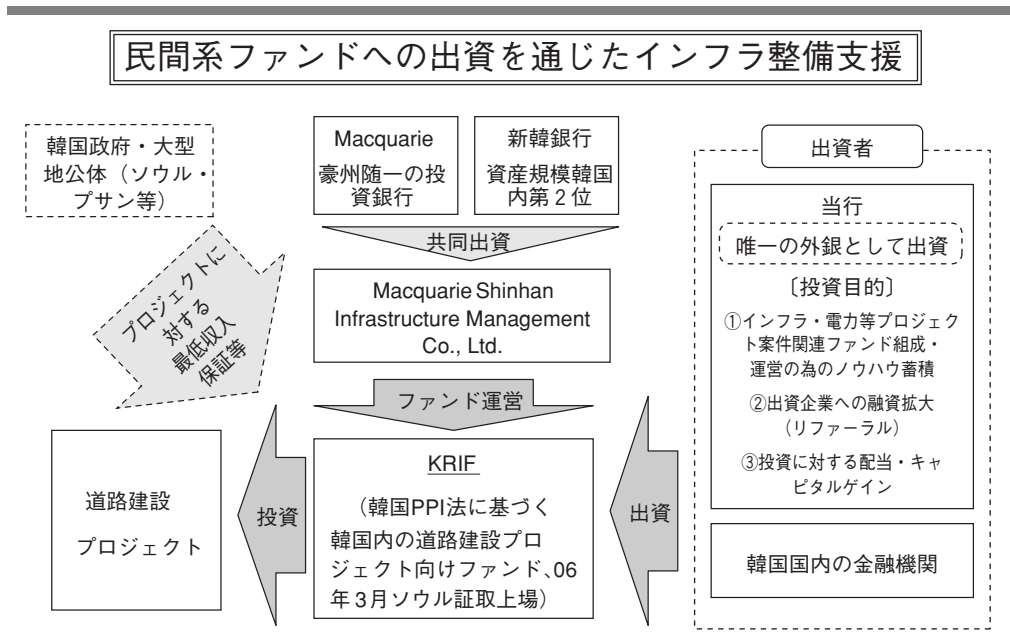 民間系ファンドへの出資を通じたインフラ整備支援
韓国政府・大型
地公体（ソウル・
プサン等）
Macquarie
豪州随一の投
資銀行
新韓銀行
資産規模韓国
内第２位
共同出資
プロジェクトに
対する
最低収入
保証等
Macquarie Shinhan
Infrastructure Management
Co., Ltd.
ファンド運営
道路建設
プロジェクト
投資
KRIF
（韓国PPI法に基づく
韓国内の道路建設プロ
ジェクト向けファンド、06
年３月ソウル証取上場）
出資
出資者
当行
唯一の外銀として出資
〔投資目的〕
①インフラ・電力等プロジェク
ト案件関連ファンド組成・
運営の為のノウハウ蓄積
②出資企業への融資拡大
（リファーラル）
③投資に対する配当・キャ
ピタルゲイン
韓国国内の金融機関